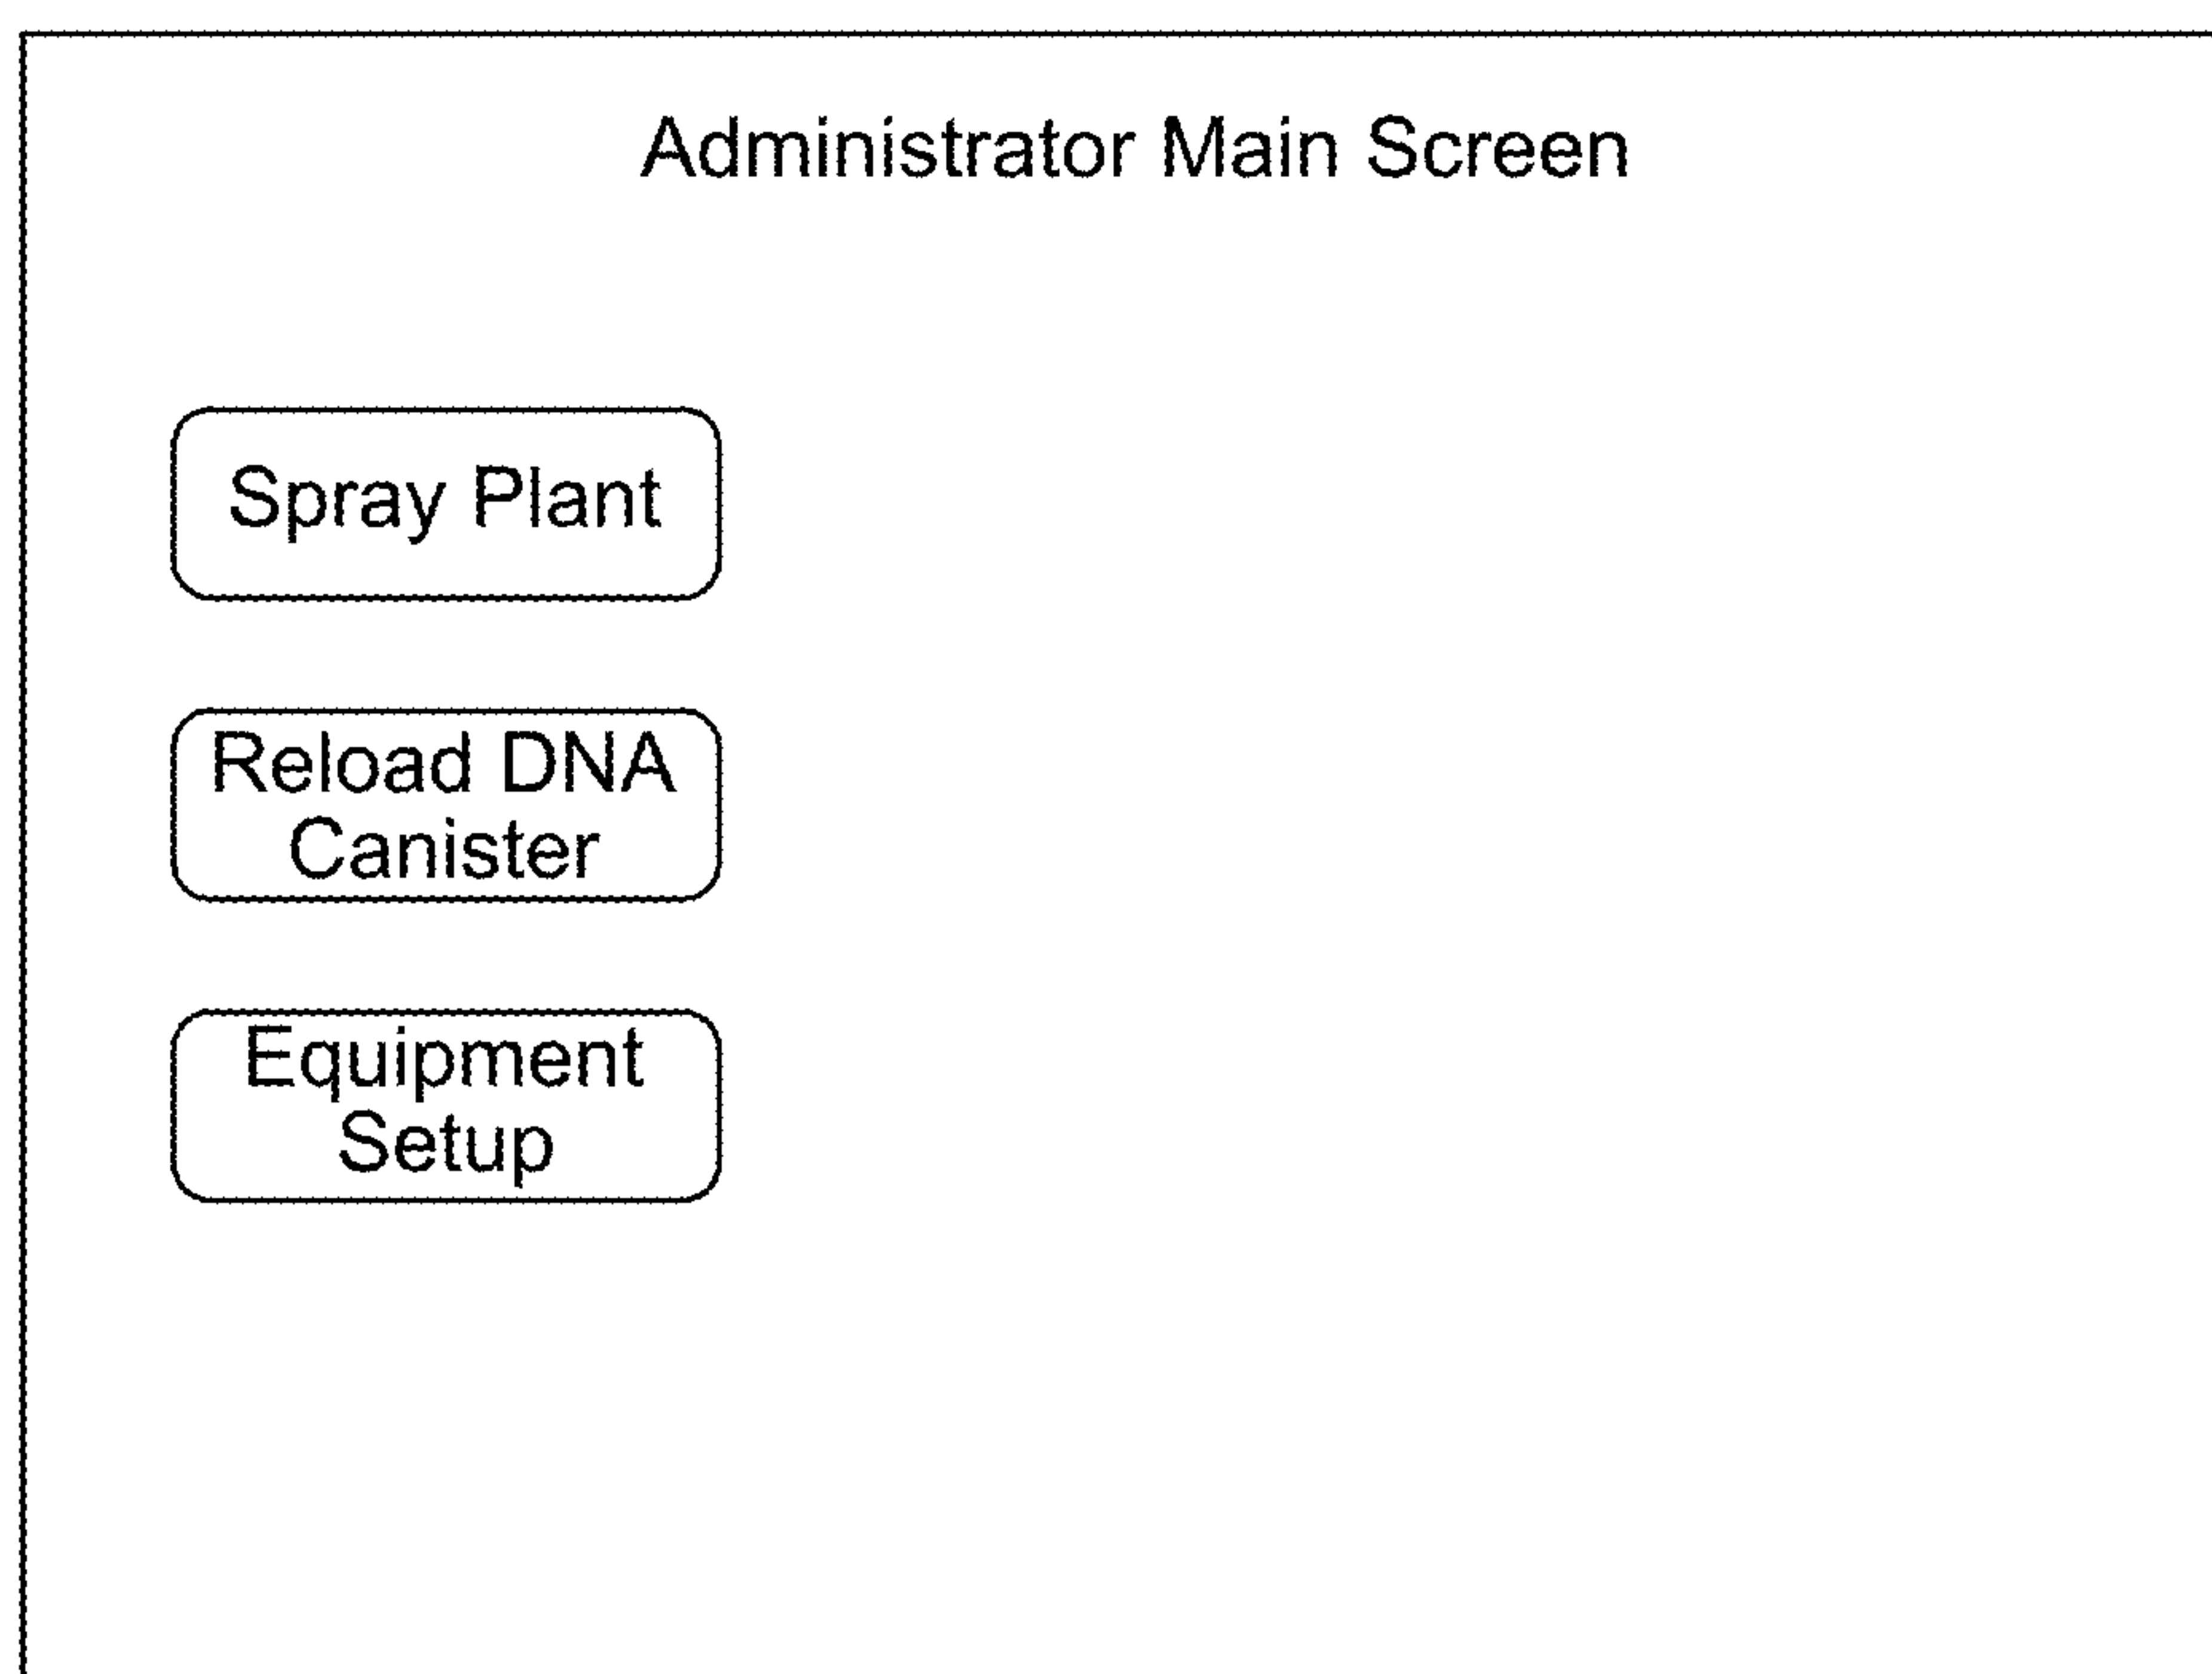 Administrator Main Screen
Spray Plant
Reload DNA
Canister
Equipment
Setup